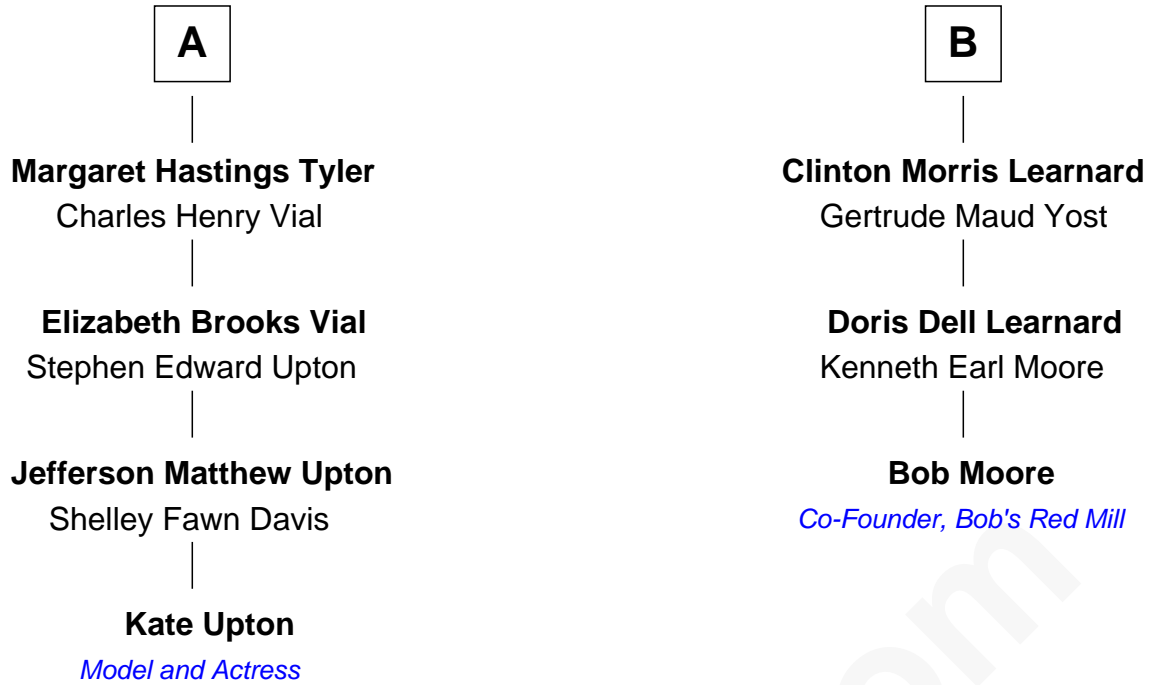 A
Margaret Hastings Tyler
Charles Henry Vial
Elizabeth Brooks Vial
Stephen Edward Upton
Jefferson Matthew Upton
Shelley Fawn Davis
Kate Upton
Model and Actress
B
Clinton Morris Learnard
Gertrude Maud Yost
Doris Dell Learnard
Kenneth Earl Moore
Bob Moore
Co-Founder, Bob's Red Mill
om